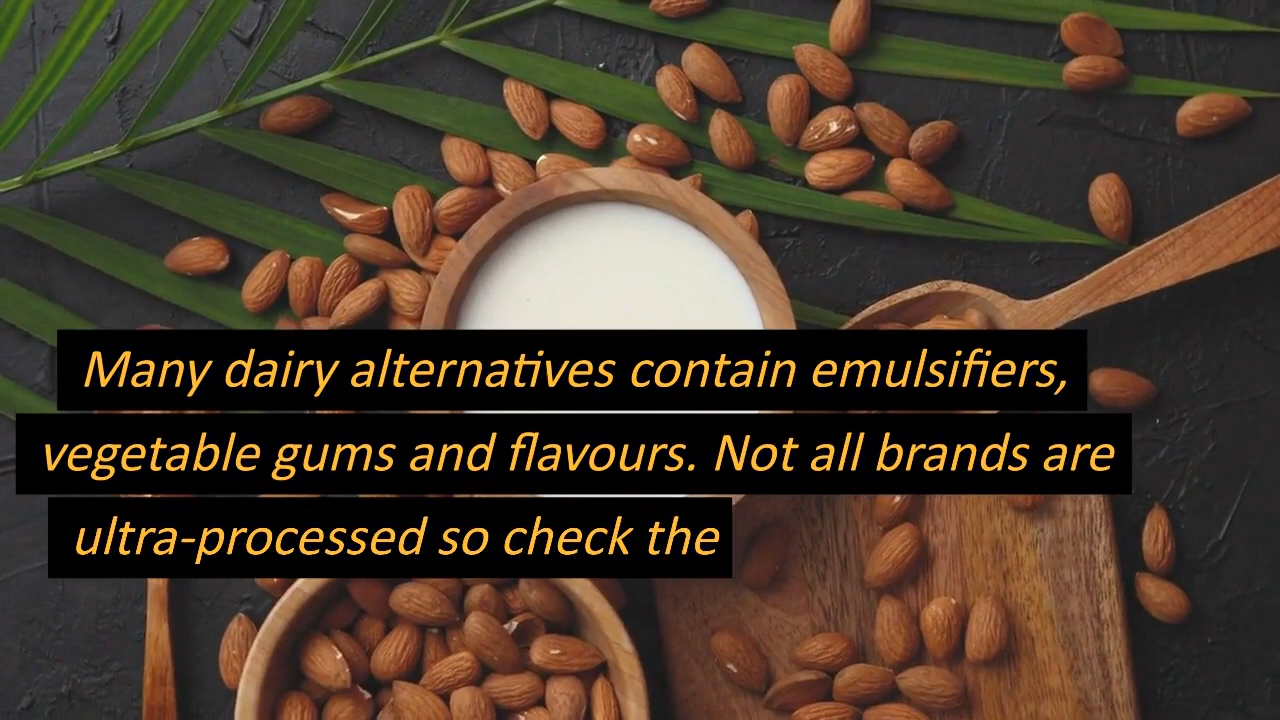 Many dairy alternatives contain emulsifiers,
vegetable gums and flavours. Not all brands are
ultra-processed so check the